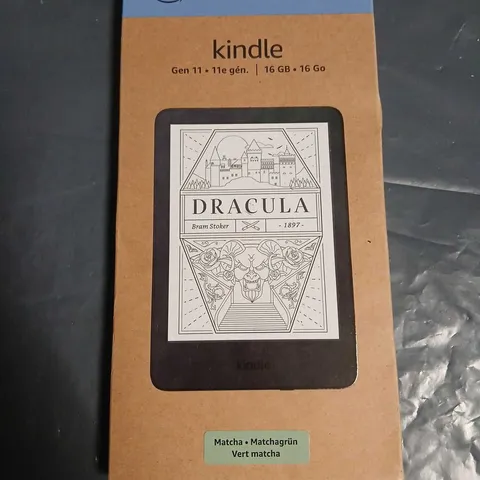 kindle
Gen 11 • 11e gén. | 16 GB • 16 Go
DRACULA
Bram Stoker
- 1897 -
kindle
Matcha • Matchagrün
Vert matcha